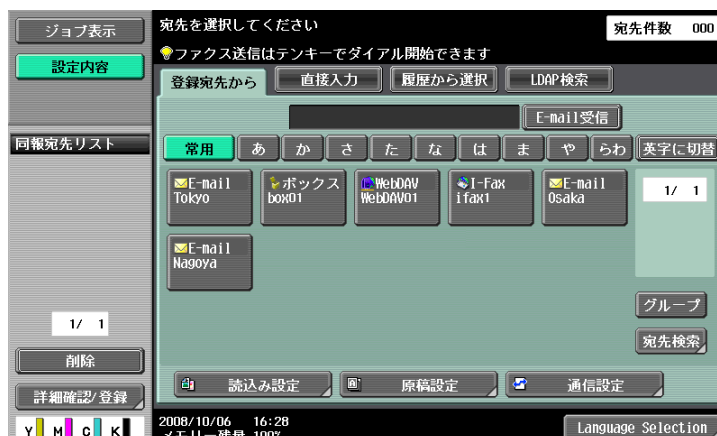 ジョブ表示
設定内容
同報宛先リスト
1/ 1
削除
詳細確認/登録
Y M C K
宛先を選択してください
宛先件数 000
ファクス送信はテンキーでダイアル開始できます
登録宛先から 直接入力 履歴から選択 LDAP検索
E-mail受信
常用 あ か さ た な は ま や らわ 英字に切替
E-mail
Tokyo
ボックス
box01
WebDAV
WebDAV01
I-Fax
ifax1
E-mail
Osaka
1/ 1
E-mail
Nagoya
グループ
宛先検索
読込み設定 原稿設定 通信設定
2008/10/06 16:28
メモリー残量 100%
Language Selection